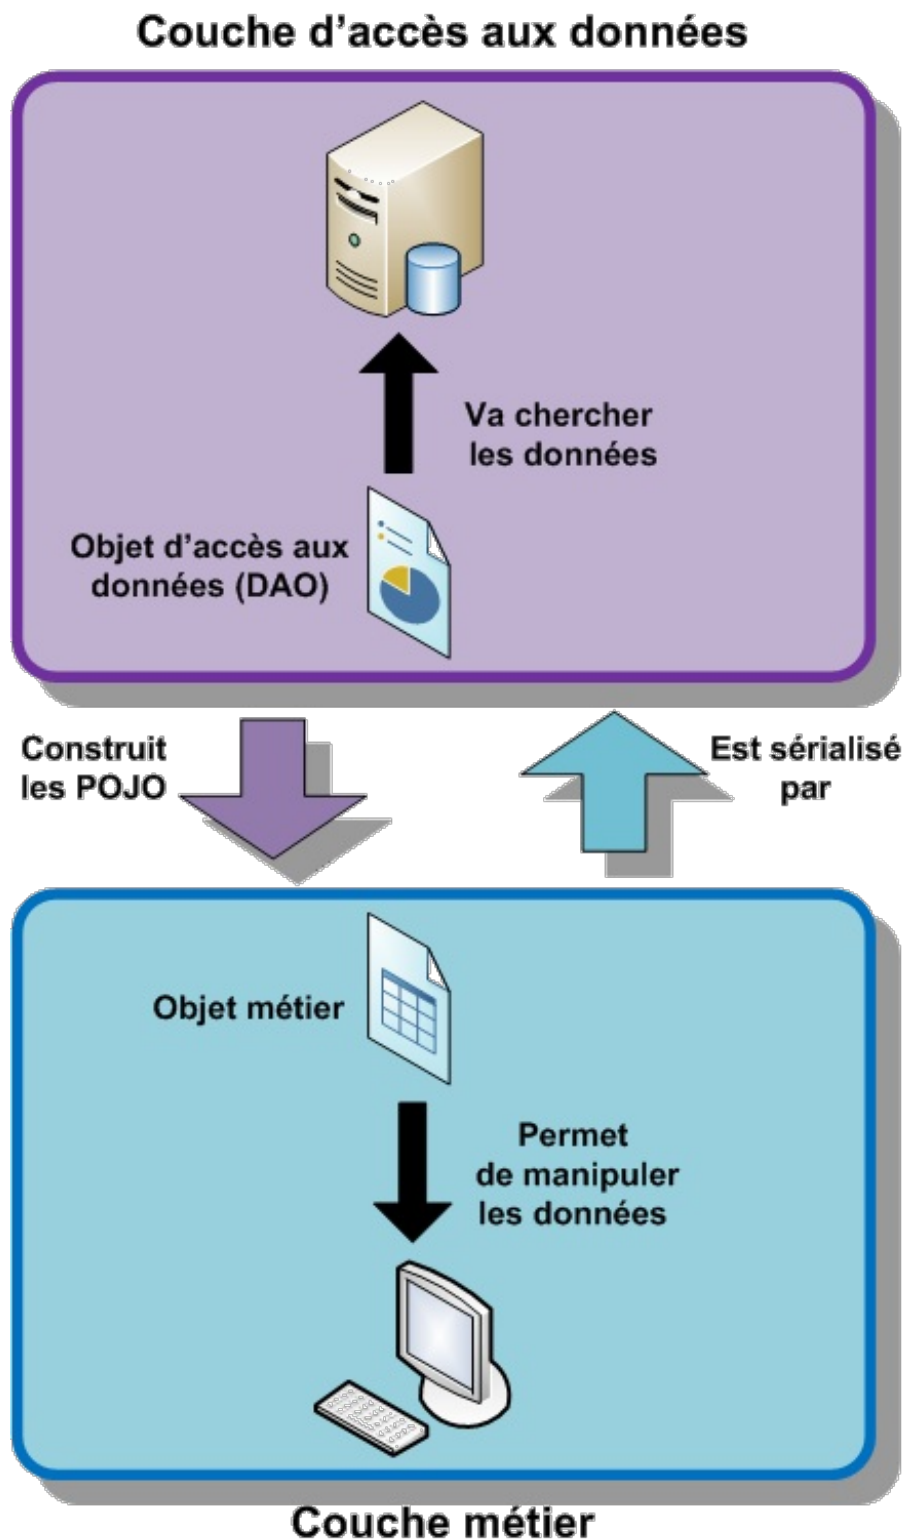 Couche d'accès aux données
Va chercher
les données
Objet d'accès aux
données (DAO)
Construit
les POJO
Est sérialisé
par
Objet métier
Permet
de manipuler
les données
Couche métier